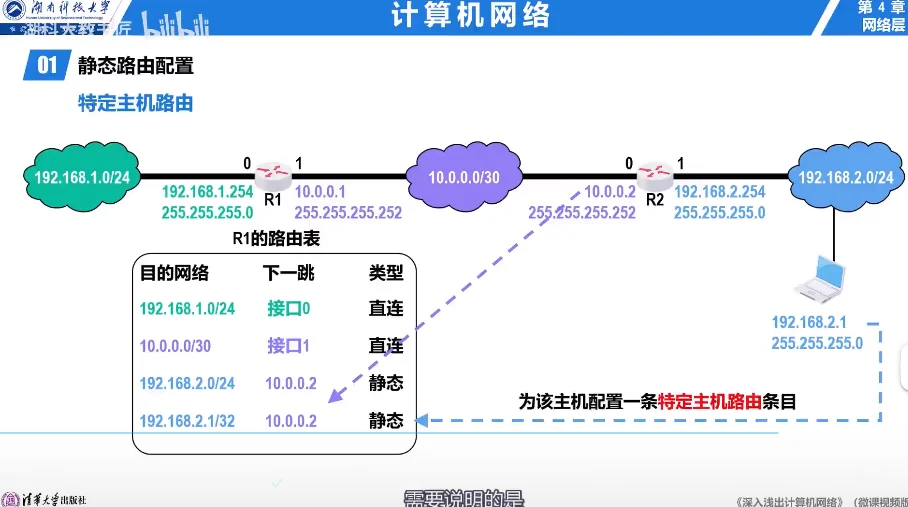 湖南科技大学
Hunan University of Science and Technology
湖科大教书匠 bilibili
计算机网络
第 4 章
网络层
01 静态路由配置
特定主机路由
192.168.1.0/24
0 1
R1
192.168.1.254
255.255.255.0
10.0.0.1
255.255.255.252
10.0.0.0/30
0 1
R2
10.0.0.2
255.255.255.252
192.168.2.254
255.255.255.0
192.168.2.0/24
R1的路由表
目的网络 下一跳 类型
192.168.1.0/24 接口0 直连
10.0.0.0/30 接口1 直连
192.168.2.0/24 10.0.0.2 静态
192.168.2.1/32 10.0.0.2 静态
192.168.2.1
255.255.255.0
为该主机配置一条特定主机路由条目
清华大学出版社
需要说明的是
《深入浅出计算机网络》（微课视频版